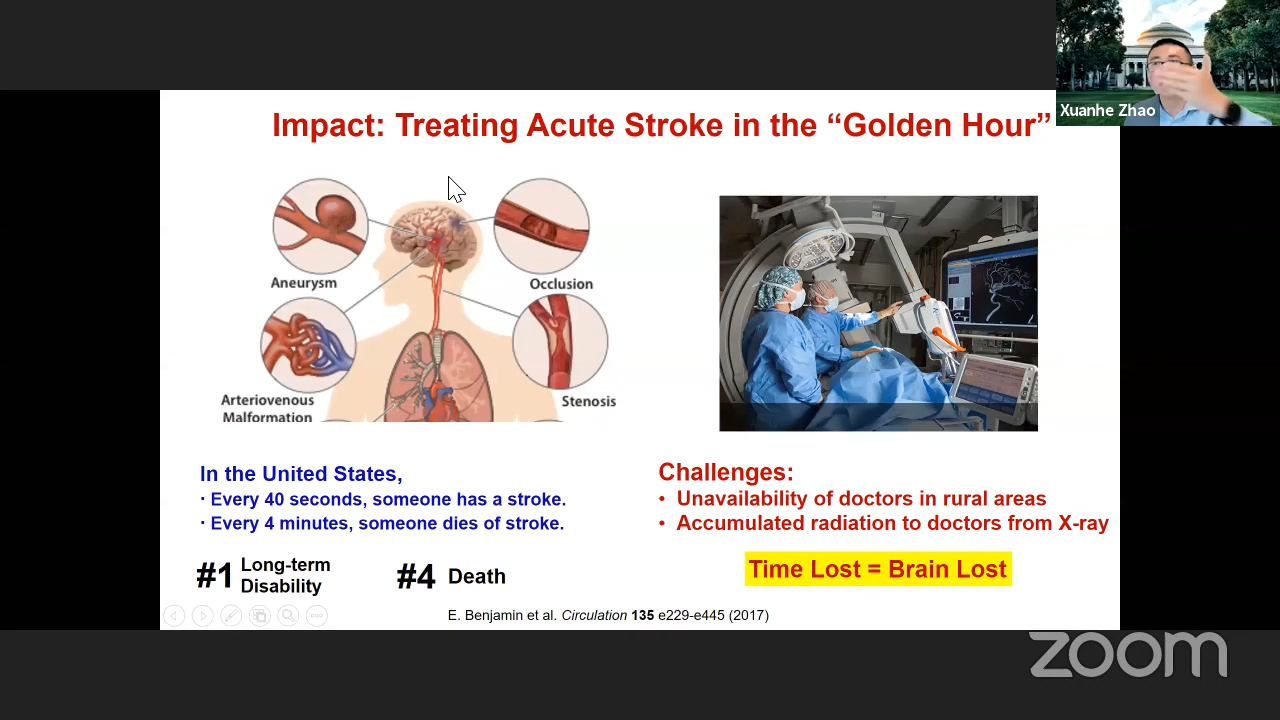 Impact: Treating Acute Stroke in the “Golden Hour”
Xuanhe Zhao
Aneurysm
Occlusion
Arteriovenous
Malformation
Stenosis
In the United States,
· Every 40 seconds, someone has a stroke.
· Every 4 minutes, someone dies of stroke.
#1 Long-term
Disability
#4 Death
Challenges:
• Unavailability of doctors in rural areas
• Accumulated radiation to doctors from X-ray
Time Lost = Brain Lost
E. Benjamin et al. Circulation 135 e229-e445 (2017)
zoom